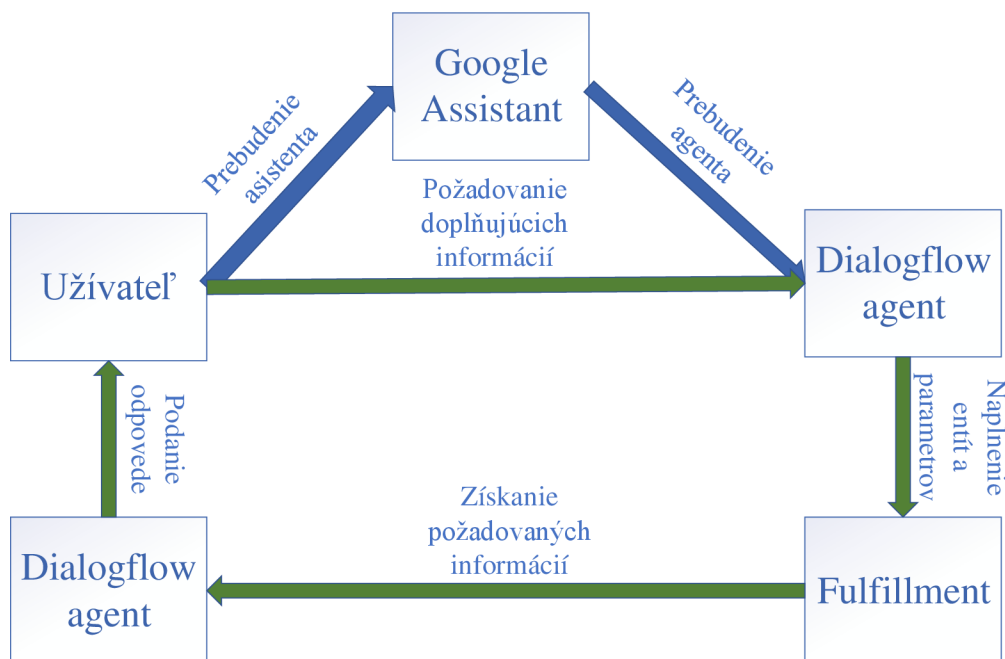 Google
Assistant
Prebudenie
asistenta
Prebudenie
agenta
Požadovanie
doplňujúcich
informácií
Užívateľ
Dialogflow
agent
Podanie
odpovede
Naplnenie
entít a
parametrov
Získanie
požadovaných
informácií
Dialogflow
agent
Fulfillment